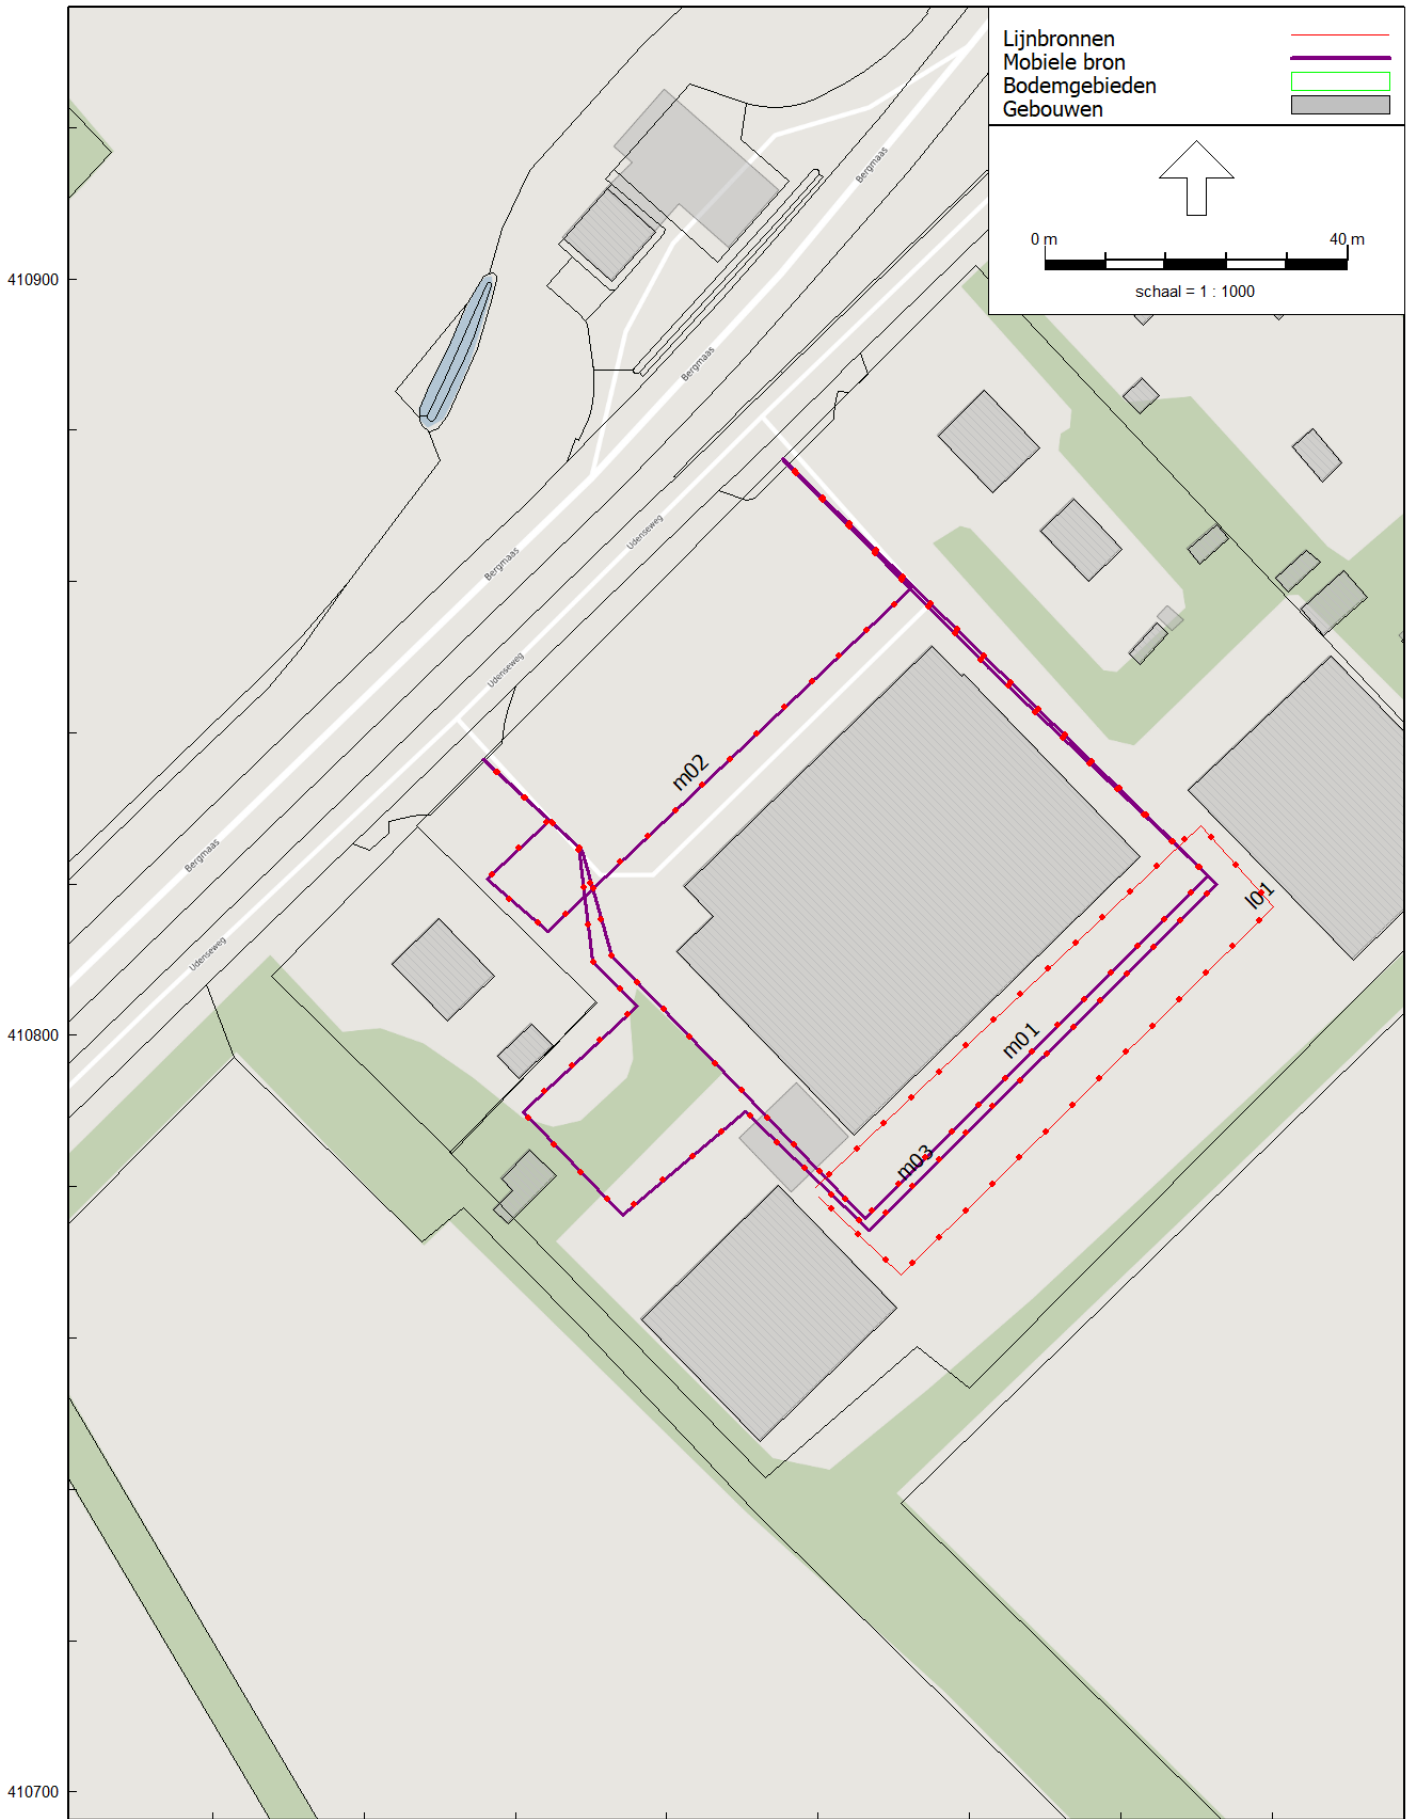 Lijnbronnen
Mobiele bron
Bodemgebieden
Gebouwen
0 m 40 m
schaal = 1 : 1000
Bergmaas
410900
Bergmaas
Udenseweg
Bergmaas
Udenseweg
m02
Bergmaas
l01
Udenseweg
410800
m01
m03
410700